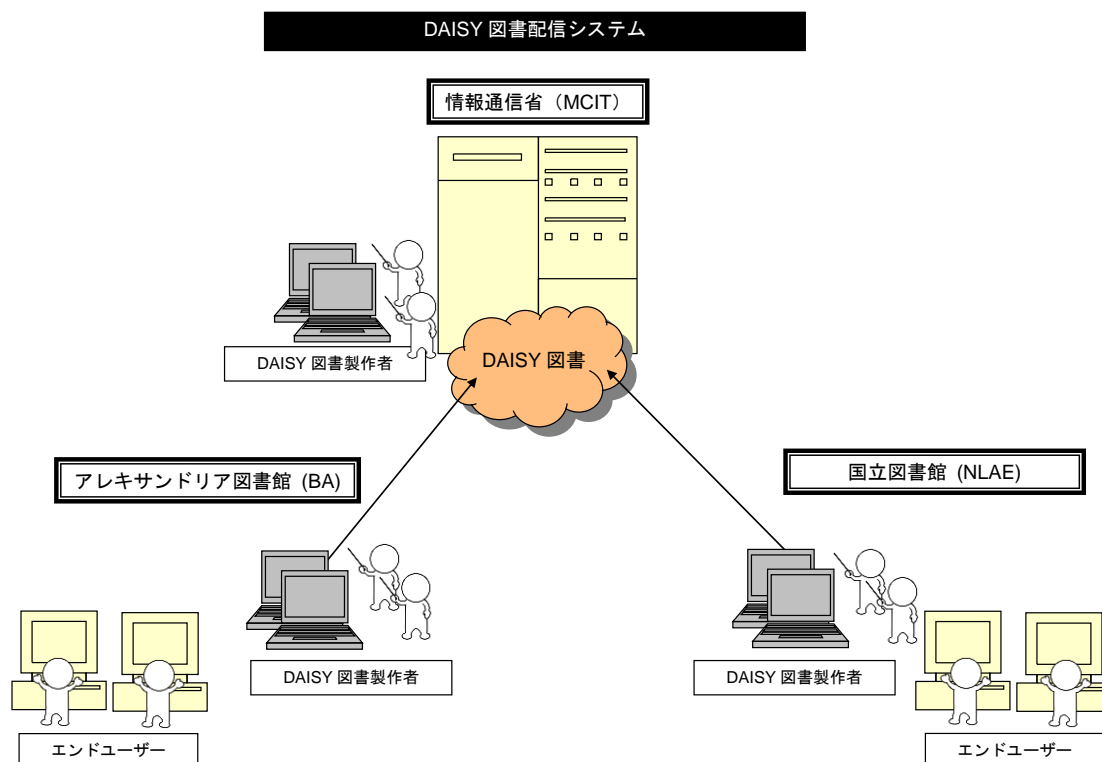 DAISY 図書配信システム
情報通信省（MCIT）
DAISY 図書製作者
DAISY 図書
アレキサンドリア図書館 (BA)
国立図書館 (NLAE)
DAISY 図書製作者
DAISY 図書製作者
エンドユーザー
エンドユーザー